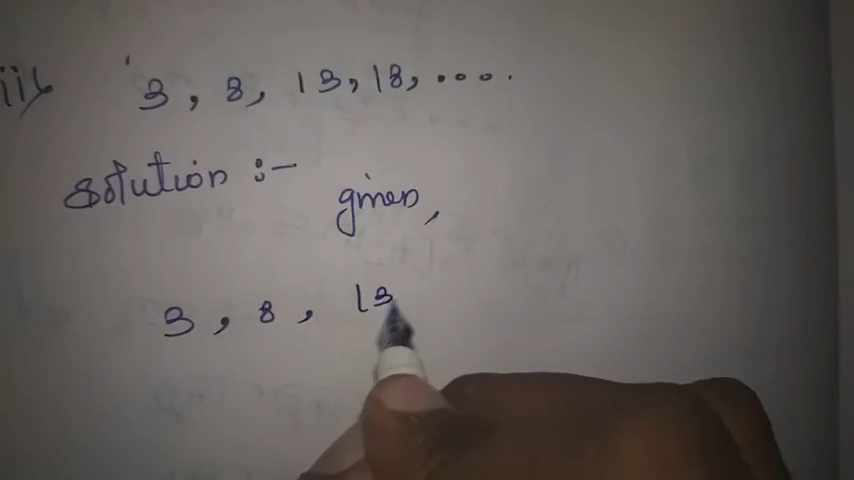 iii, 3, 8, 13, 18, ....
Solution :-
given,
3, 8, 13